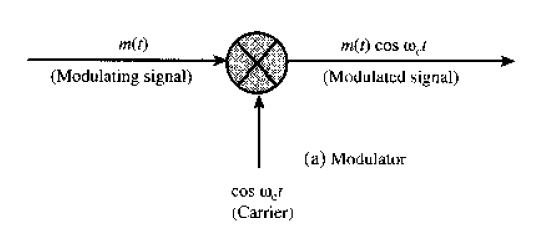 m(t)
(Modulating signal)
m(t) cos ω_c t
(Modulated signal)
(a) Modulator
cos ω_c t
(Carrier)